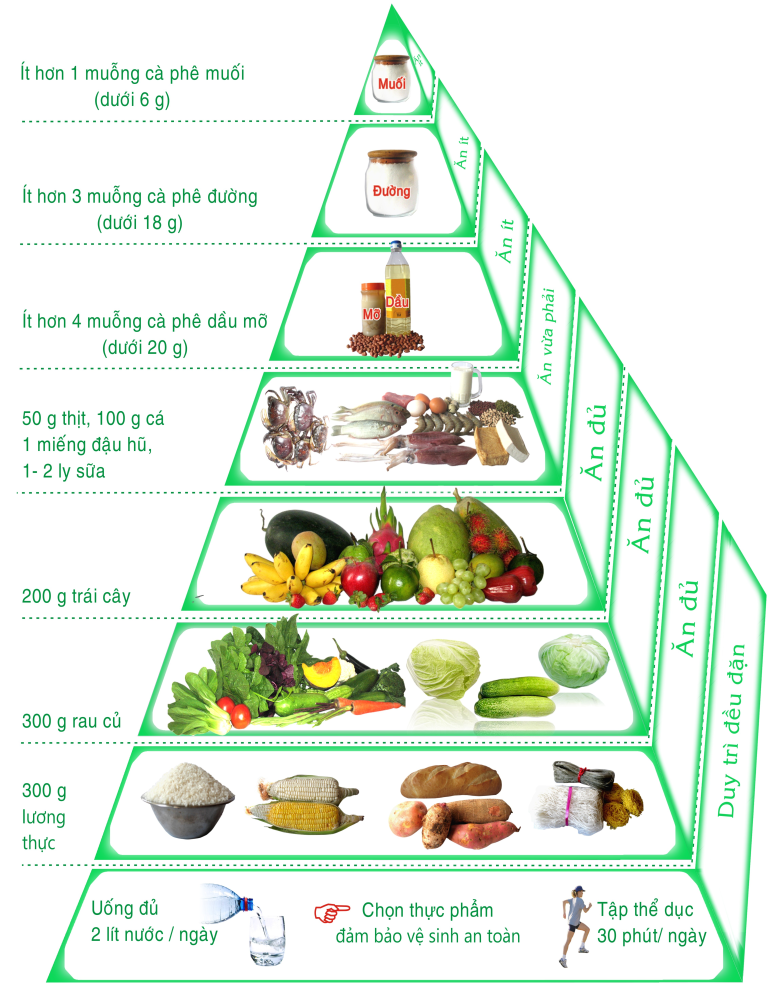 Ít hơn 1 muỗng cà phê muối
(dưới 6 g)
Muối
Ăn ít
Ít hơn 3 muỗng cà phê đường
(dưới 18 g)
Đường
Ăn ít
Ít hơn 4 muỗng cà phê dầu mỡ
(dưới 20 g)
Mỡ
Dầu
Ăn ít
50 g thịt, 100 g cá
1 miếng đậu hũ,
1- 2 ly sữa
Ăn vừa phải
200 g trái cây
Ăn đủ
300 g rau củ
Ăn đủ
300 g
lương
thực
Ăn đủ
Uống đủ
2 lít nước / ngày
Chọn thực phẩm
đảm bảo vệ sinh an toàn
Tập thể dục
30 phút/ ngày
Duy trì đều đặn